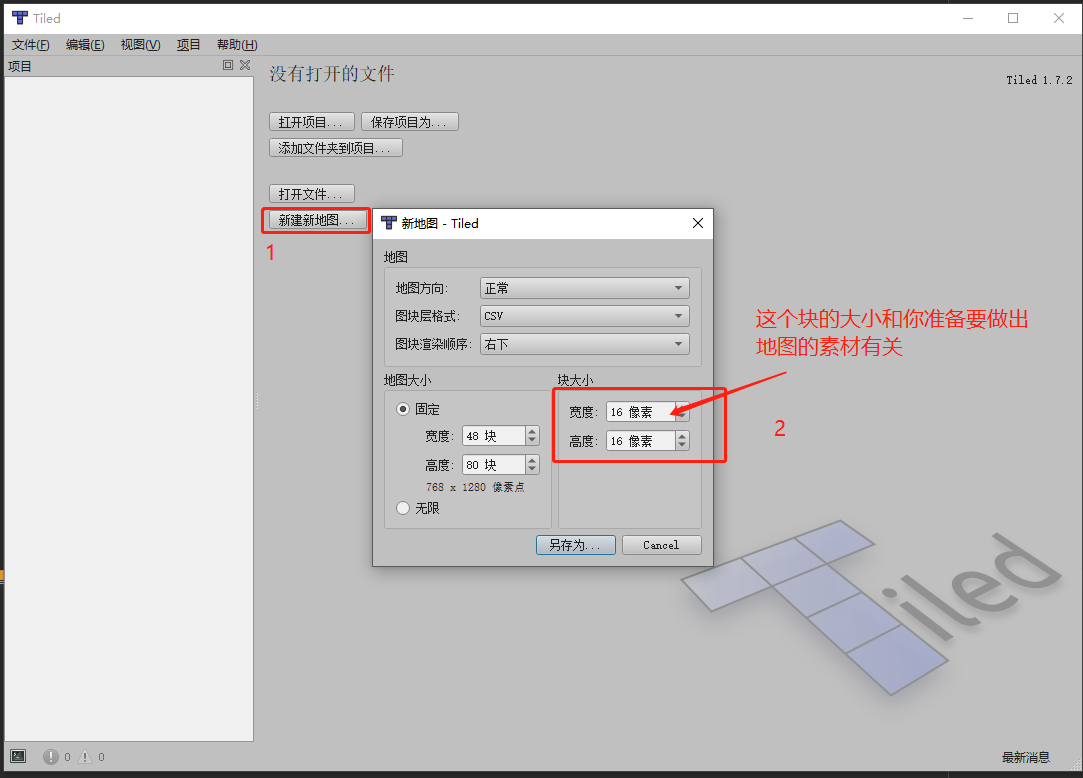 Tiled
文件(F) 编辑(E) 视图(V) 项目 帮助(H)
项目
没有打开的文件
Tiled 1.7.2
打开项目... 保存项目为...
添加文件夹到项目...
打开文件...
新建新地图...
1
新地图 - Tiled
地图
地图方向: 正常
图块层格式: CSV
图块渲染顺序: 右下
地图大小
固定
宽度: 48 块
高度: 80 块
768 x 1280 像素点
无限
块大小
宽度: 16 像素
高度: 16 像素
另存为... Cancel
这个块的大小和你准备要做出
地图的素材有关
2
Tiled
0 0
最新消息